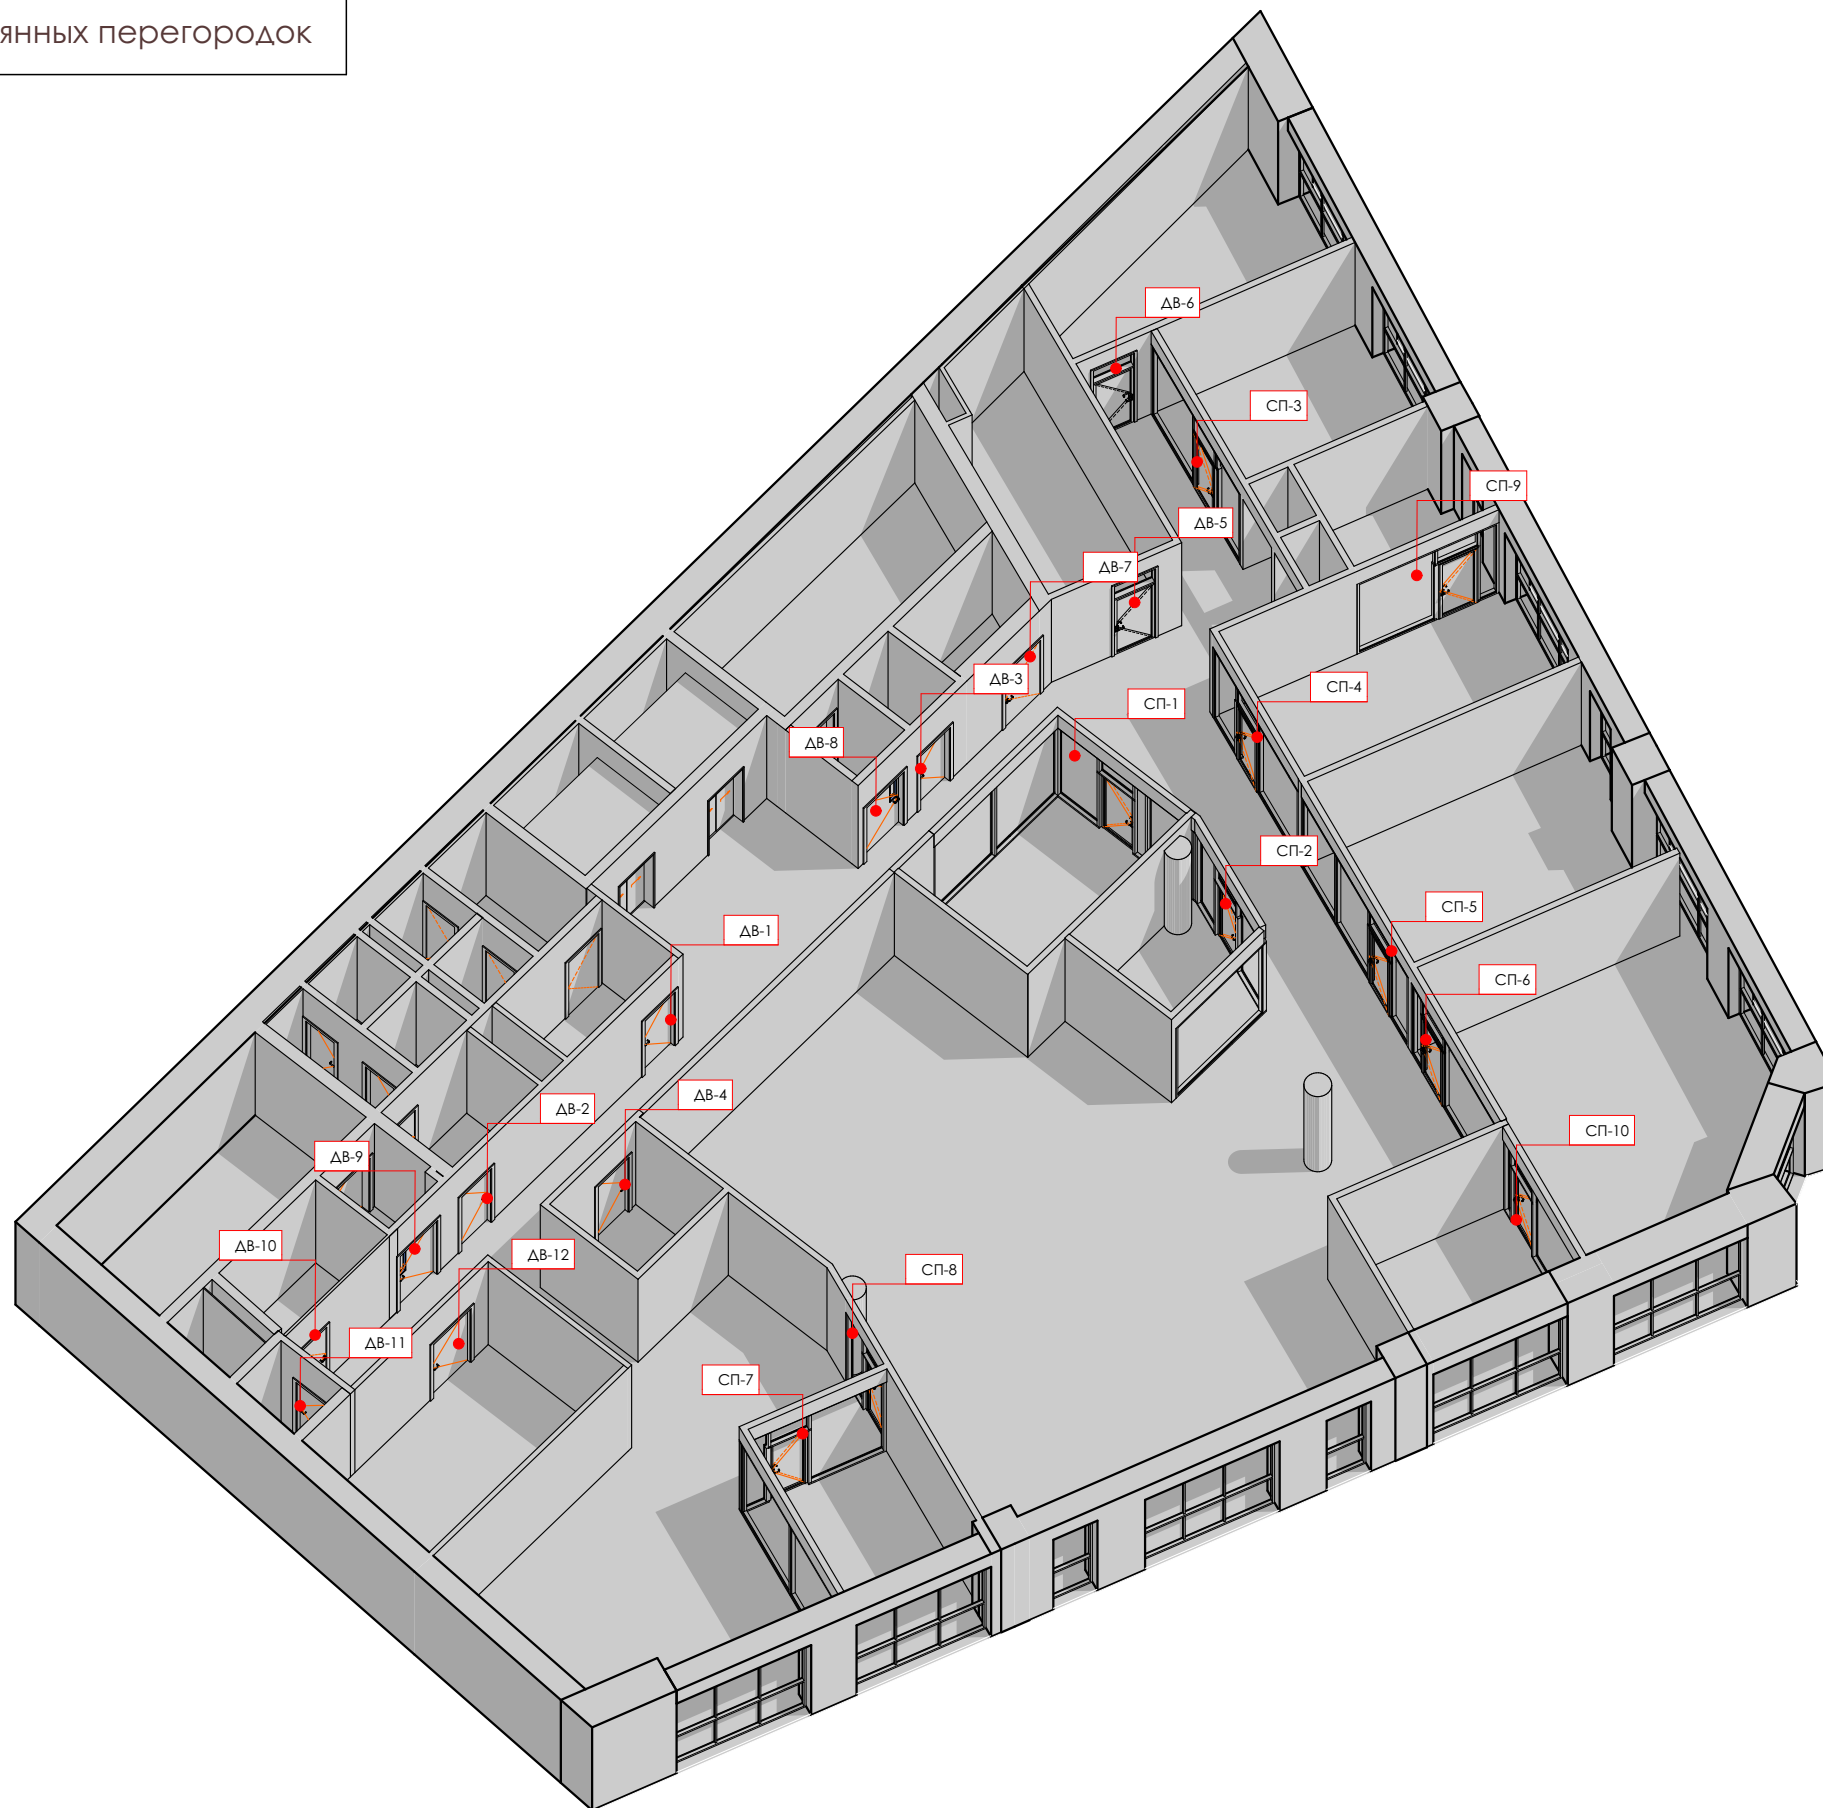 янных перегородок
ДВ-6
СП-3
СП-9
ДВ-5
ДВ-7
ДВ-3
СП-4
СП-1
ДВ-8
СП-2
СП-5
ДВ-1
СП-6
ДВ-4
ДВ-2
СП-10
ДВ-9
ДВ-10
ДВ-12
СП-8
ДВ-11
СП-7